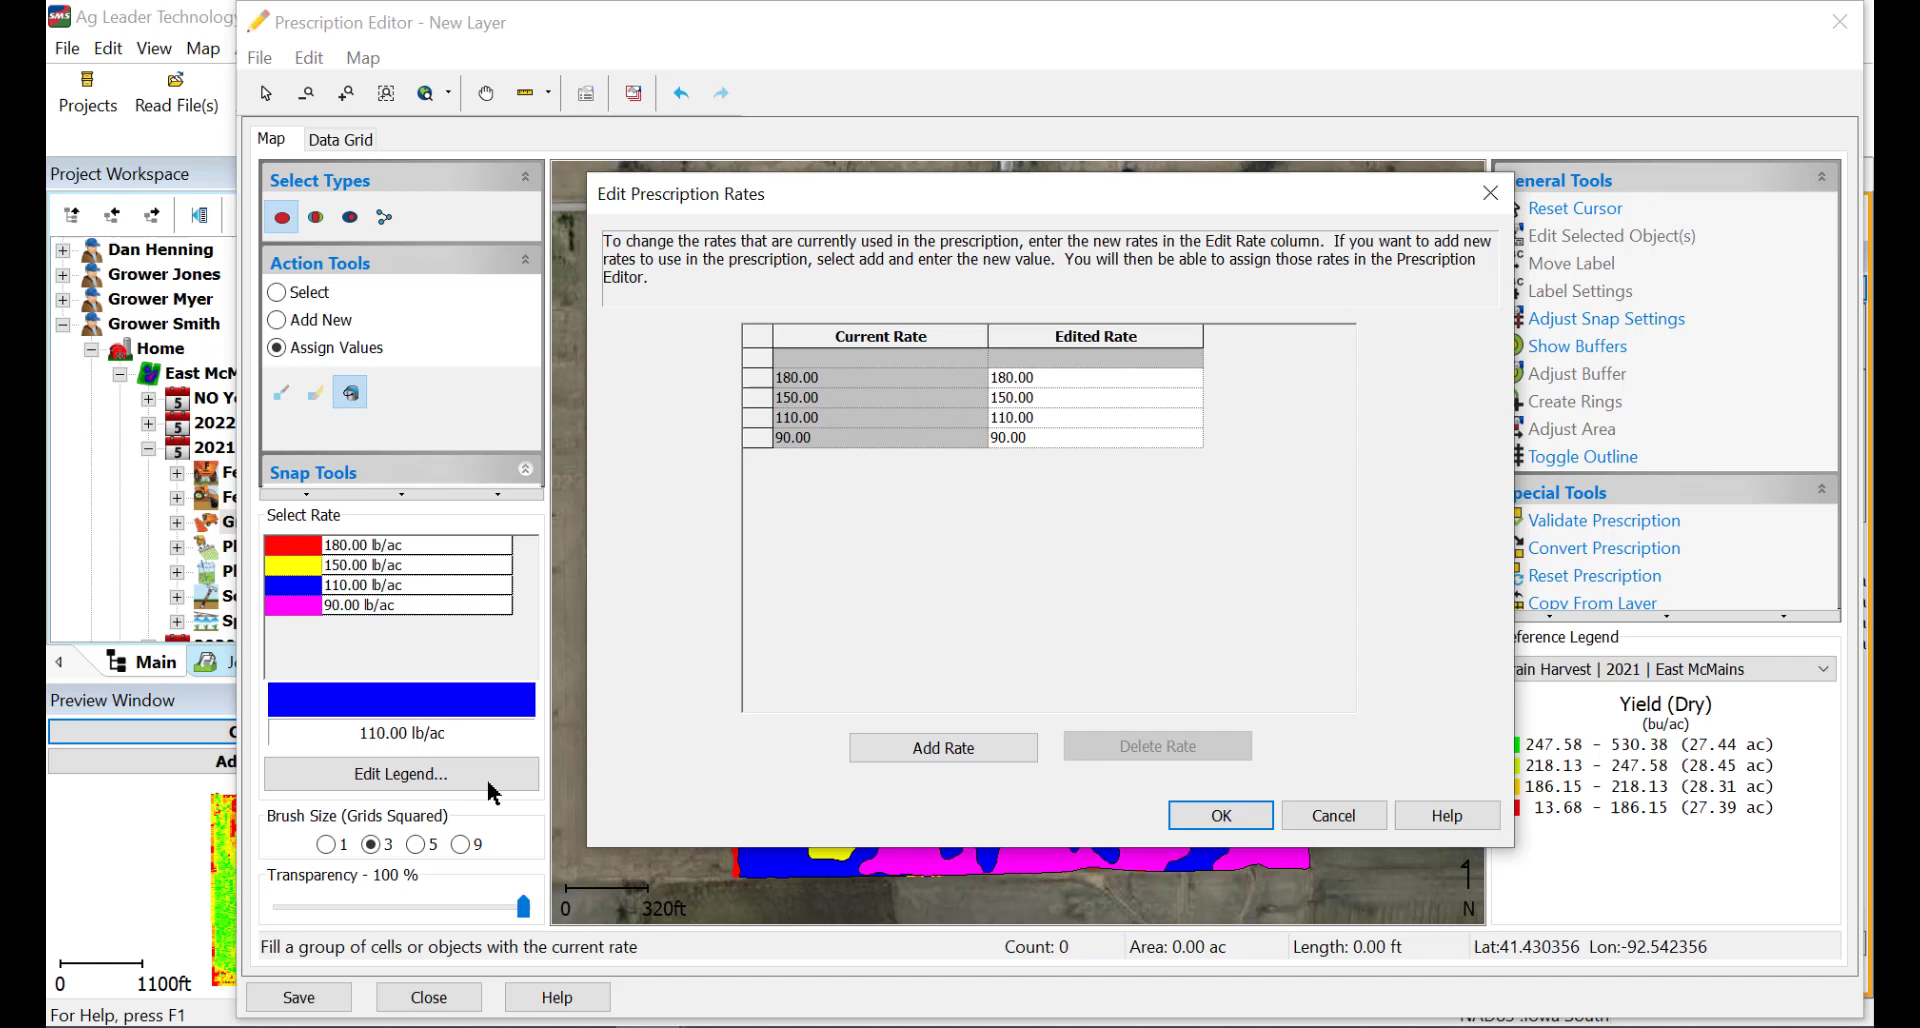 SMS Ag Leader Technology
File Edit View Map
Projects Read File(s)
Project Workspace
Dan Henning
Grower Jones
Grower Myer
Grower Smith
Home
East McM
5 NO Y
5 2022
5 2021
Fe
Fe
G
Pl
Pl
Sp
Main
Preview Window
Ad
0 1100ft
For Help, press F1
Prescription Editor - New Layer
File Edit Map
Map Data Grid
Select Types
Action Tools
Select
Add New
Assign Values
Snap Tools
Select Rate
180.00 lb/ac
150.00 lb/ac
110.00 lb/ac
90.00 lb/ac
110.00 lb/ac
Edit Legend...
Brush Size (Grids Squared)
1 3 5 9
Transparency - 100 %
Edit Prescription Rates
To change the rates that are currently used in the prescription, enter the new rates in the Edit Rate column. If you want to add new
rates to use in the prescription, select add and enter the new value. You will then be able to assign those rates in the Prescription
Editor.
Current Rate Edited Rate
180.00 180.00
150.00 150.00
110.00 110.00
90.00 90.00
Add Rate Delete Rate
OK Cancel Help
0 320ft
N
eneral Tools
Reset Cursor
Edit Selected Object(s)
Move Label
Label Settings
Adjust Snap Settings
Show Buffers
Adjust Buffer
Create Rings
Adjust Area
Toggle Outline
pecial Tools
Validate Prescription
Convert Prescription
Reset Prescription
Copy From Layer
eference Legend
ain Harvest | 2021 | East McMains
Yield (Dry)
(bu/ac)
247.58 - 530.38 (27.44 ac)
218.13 - 247.58 (28.45 ac)
186.15 - 218.13 (28.31 ac)
13.68 - 186.15 (27.39 ac)
Fill a group of cells or objects with the current rate Count: 0 Area: 0.00 ac Length: 0.00 ft Lat:41.430356 Lon:-92.542356
Save Close Help